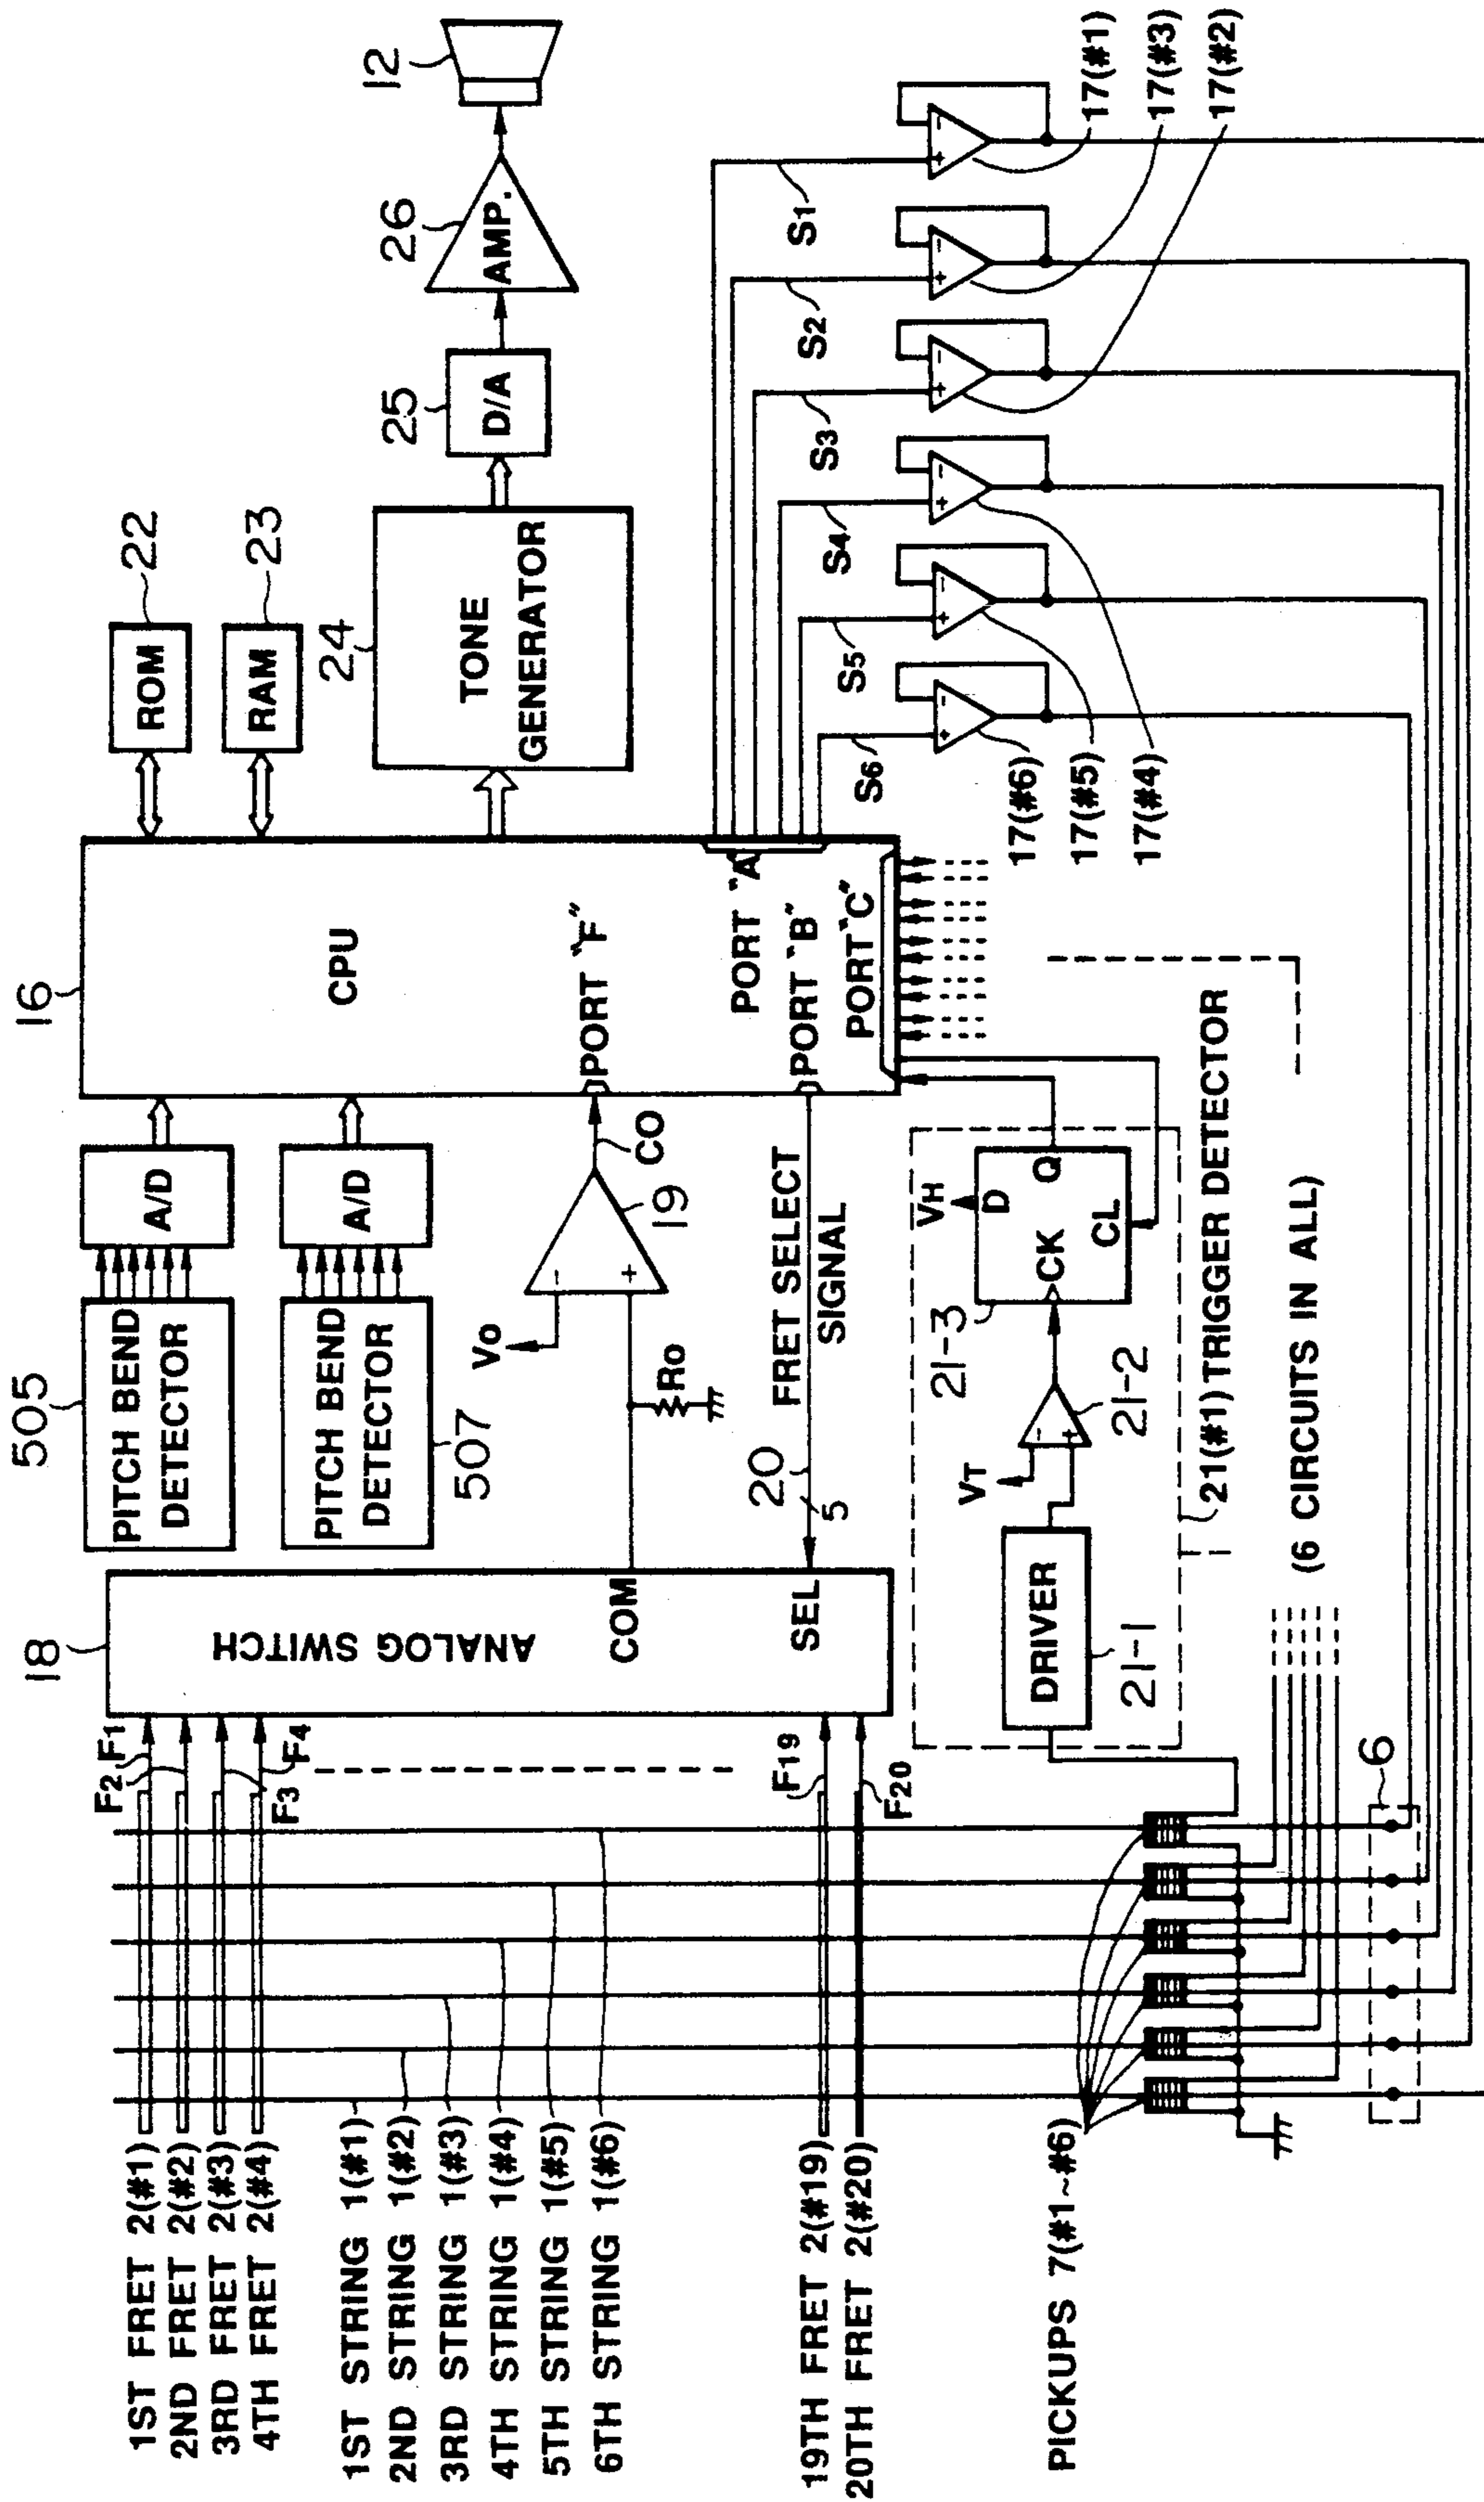 1ST FRET 2(#1)
2ND FRET 2(#2)
3RD FRET 2(#3)
4TH FRET 2(#4)
1ST STRING 1(#1)
2ND STRING 1(#2)
3RD STRING 1(#3)
4TH STRING 1(#4)
5TH STRING 1(#5)
6TH STRING 1(#6)
19TH FRET 2(#19)
20TH FRET 2(#20)
PICKUPS 7(#1~#6)
F1
F2
F3
F4
F19
F20
6
18
ANALOG SWITCH
COM
SEL
505
PITCH BEND
DETECTOR
507
PITCH BEND
DETECTOR
A/D
A/D
Vo
-
+
Ro
19
CO
20
5
FRET SELECT
SIGNAL
DRIVER
21-1
VT
-
+
21-2
21-3
VH
D
CK
Q
CL
21(#1) TRIGGER DETECTOR
(6 CIRCUITS IN ALL)
16
CPU
PORT "F"
PORT "A"
PORT "B"
PORT "C"
ROM
22
RAM
23
24
TONE
GENERATOR
25
D/A
26
AMP.
12
S1
S2
S3
S4
S5
S6
+ -
+ -
+ -
+ -
+ -
+ -
17(#6)
17(#5)
17(#4)
17(#1)
17(#3)
17(#2)